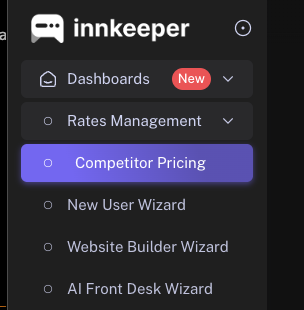 a
innkeeper
Dashboards New
Rates Management
Competitor Pricing
New User Wizard
Website Builder Wizard
AI Front Desk Wizard